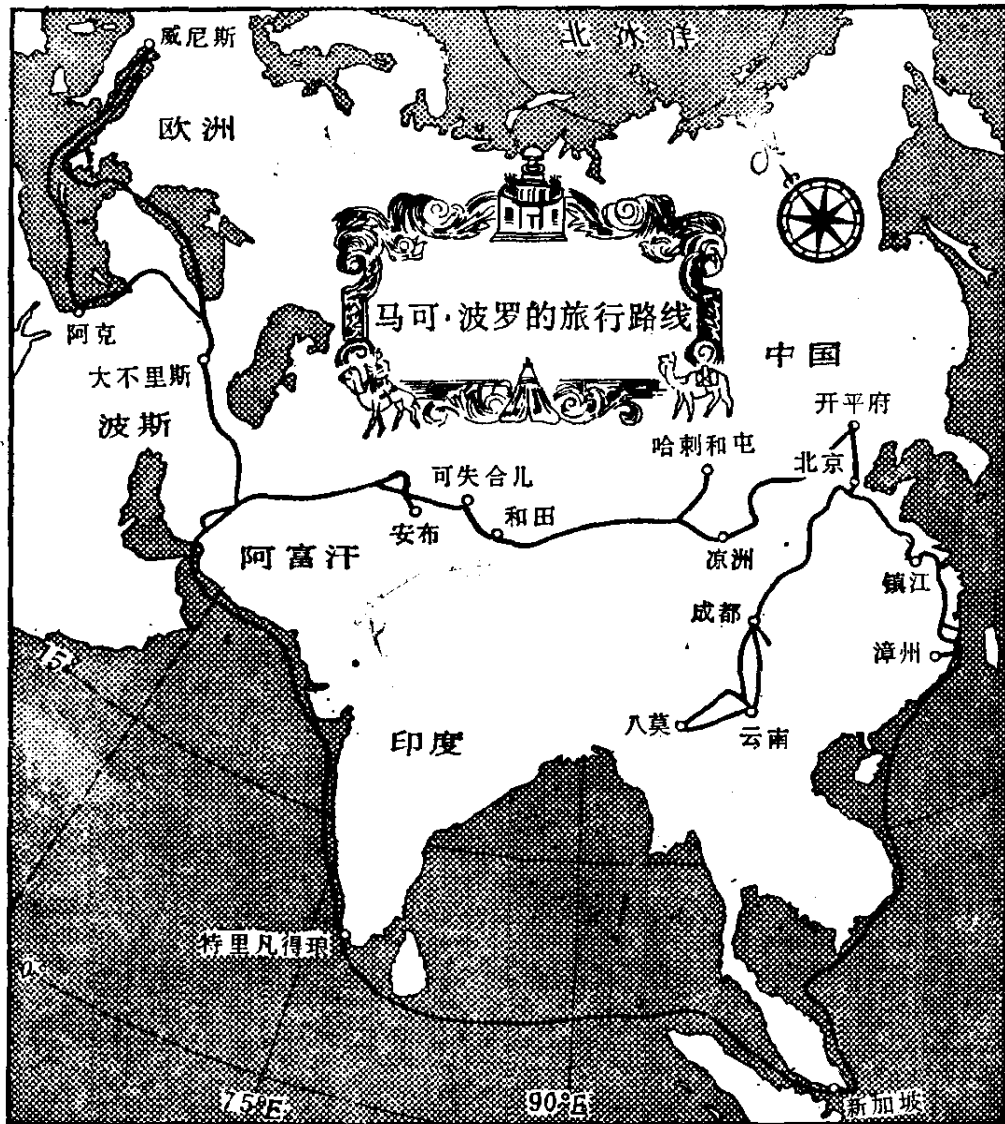 威尼斯
北冰洋
欧洲
马可·波罗的旅行路线
阿克
中国
大不里斯
开平府
波斯
哈剌和屯
北京
可失合儿
和田
安布
凉洲
阿富汗
镇江
成都
漳州
15°
八莫
云南
印度
特里凡得琅
0°
75°E
90°E
新加坡